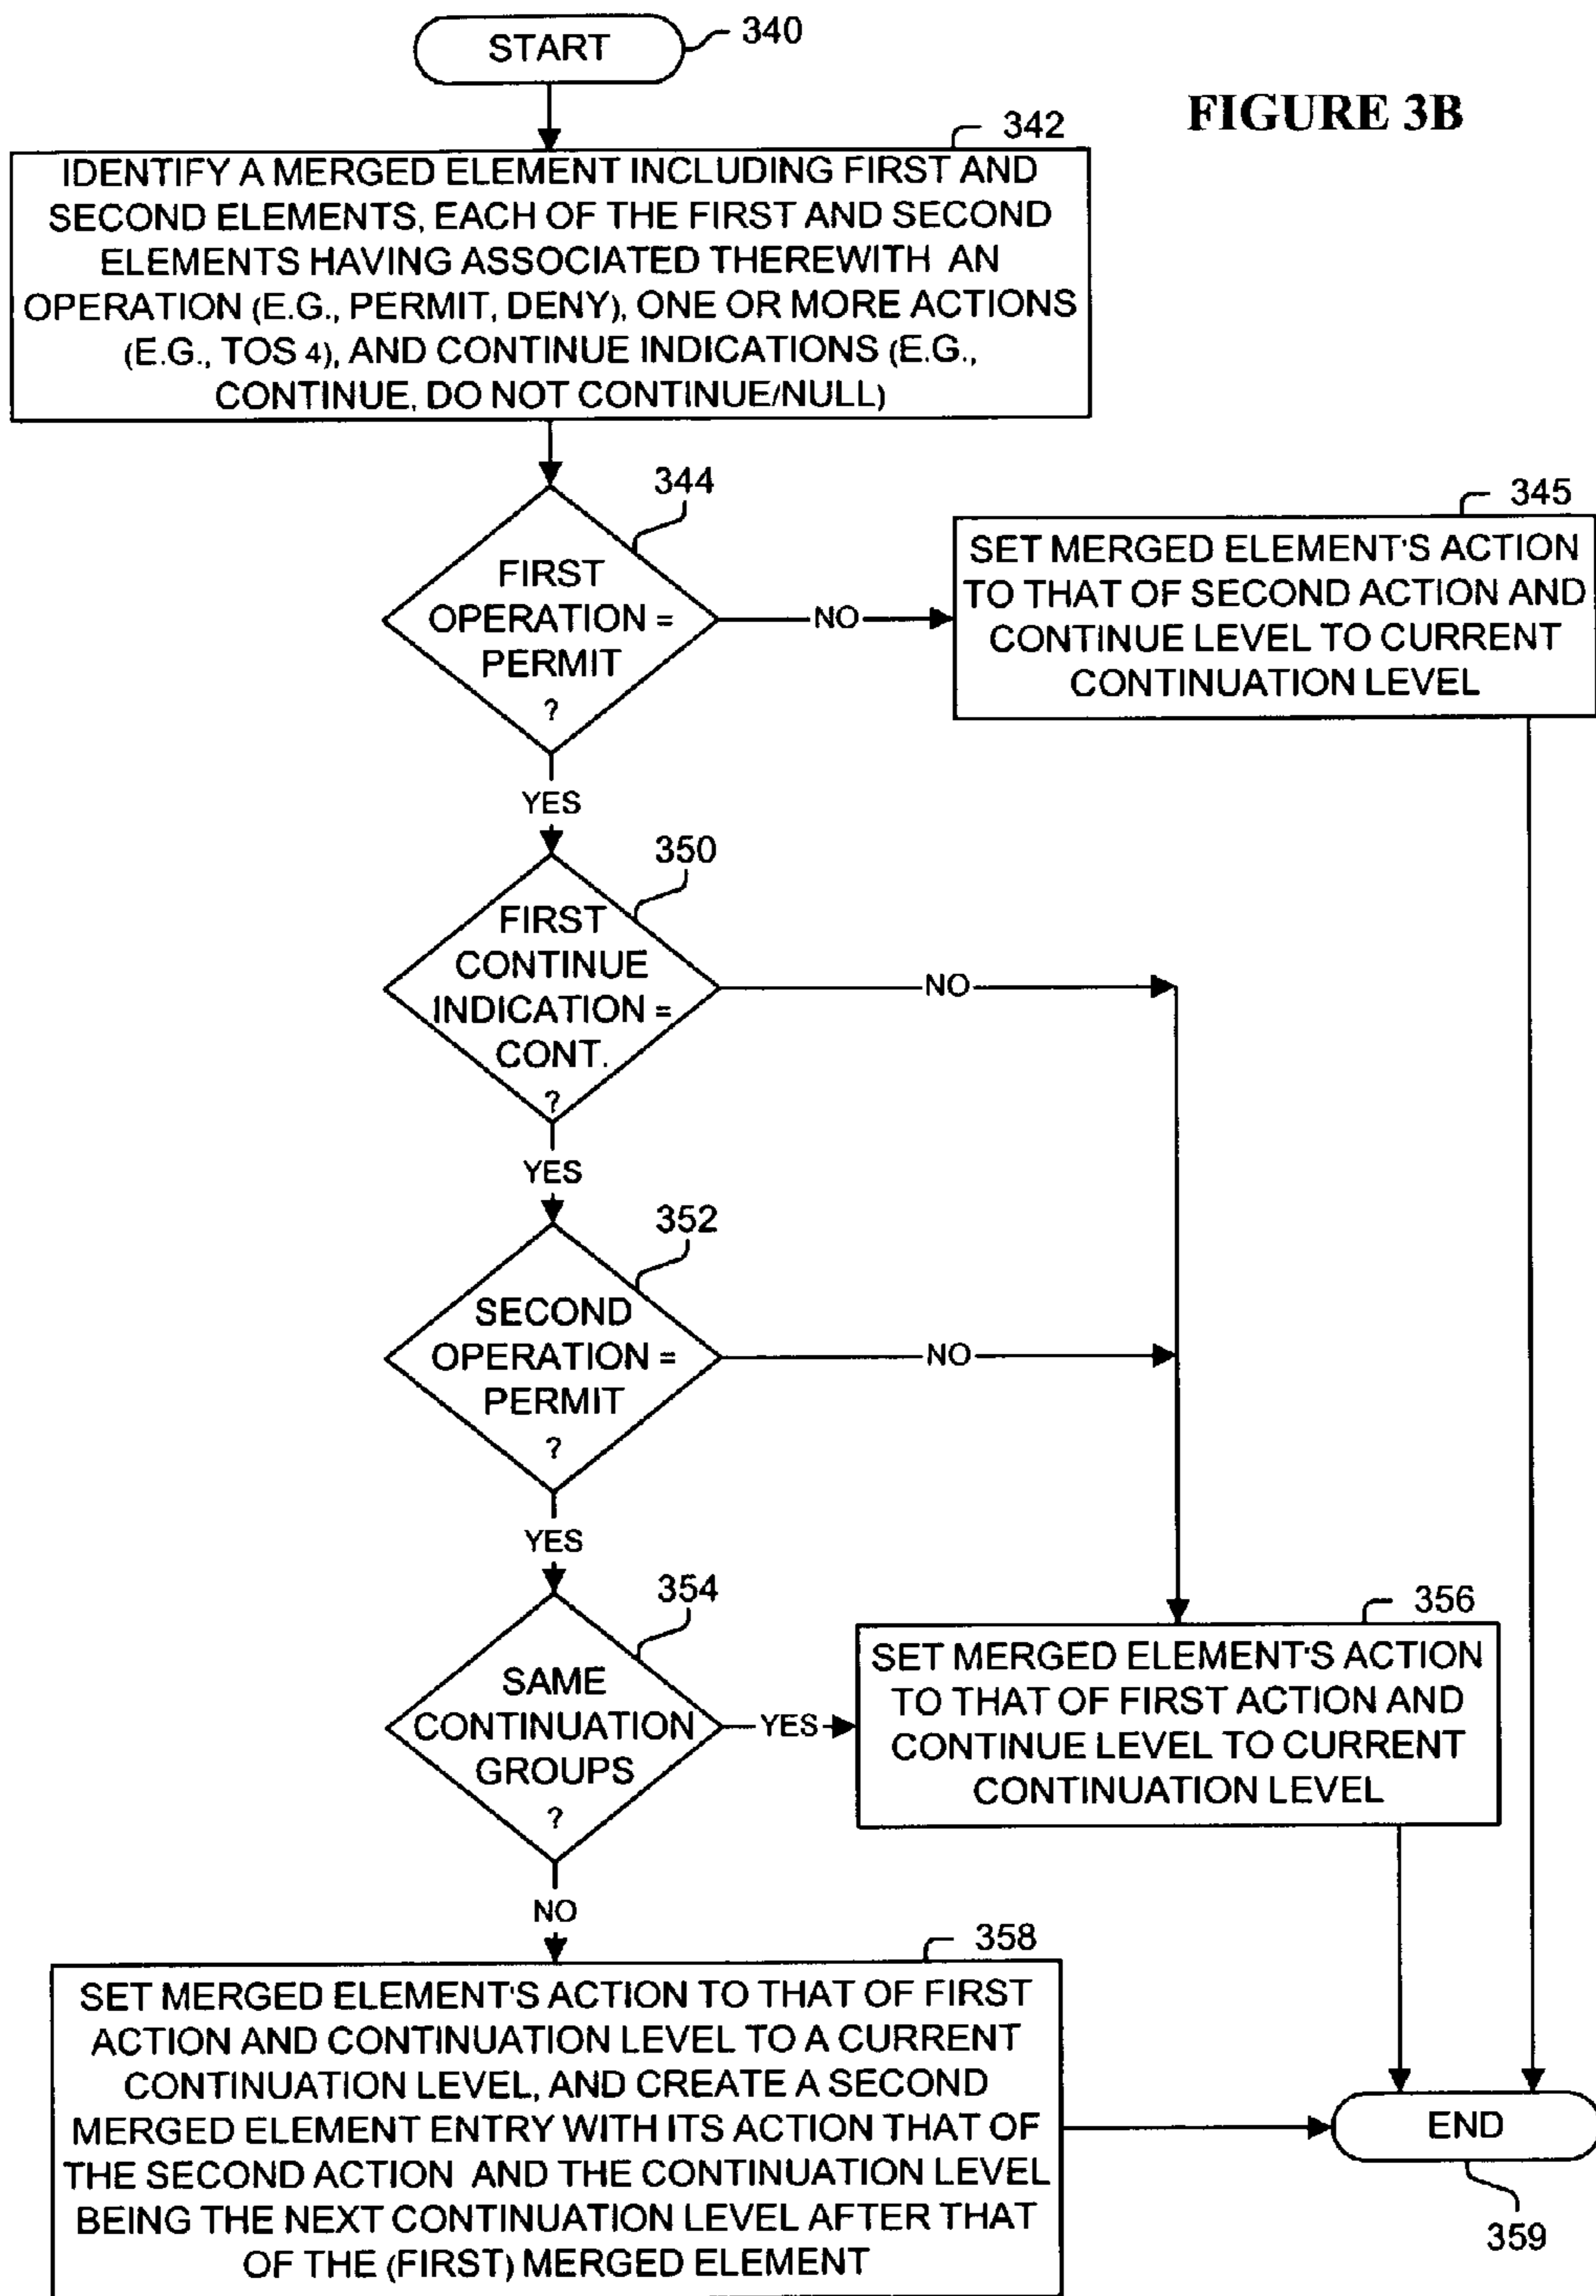 START
340
FIGURE 3B
342
IDENTIFY A MERGED ELEMENT INCLUDING FIRST AND
SECOND ELEMENTS, EACH OF THE FIRST AND SECOND
ELEMENTS HAVING ASSOCIATED THEREWITH AN
OPERATION (E.G., PERMIT, DENY), ONE OR MORE ACTIONS
(E.G., TOS 4), AND CONTINUE INDICATIONS (E.G.,
CONTINUE, DO NOT CONTINUE/NULL)
344
FIRST
OPERATION =
PERMIT
?
NO
345
SET MERGED ELEMENT'S ACTION
TO THAT OF SECOND ACTION AND
CONTINUE LEVEL TO CURRENT
CONTINUATION LEVEL
YES
350
FIRST
CONTINUE
INDICATION =
CONT.
?
NO
YES
352
SECOND
OPERATION =
PERMIT
?
NO
YES
354
SAME
CONTINUATION
GROUPS
?
YES
356
SET MERGED ELEMENT'S ACTION
TO THAT OF FIRST ACTION AND
CONTINUE LEVEL TO CURRENT
CONTINUATION LEVEL
NO
358
SET MERGED ELEMENT'S ACTION TO THAT OF FIRST
ACTION AND CONTINUATION LEVEL TO A CURRENT
CONTINUATION LEVEL, AND CREATE A SECOND
MERGED ELEMENT ENTRY WITH ITS ACTION THAT OF
THE SECOND ACTION AND THE CONTINUATION LEVEL
BEING THE NEXT CONTINUATION LEVEL AFTER THAT
OF THE (FIRST) MERGED ELEMENT
END
359